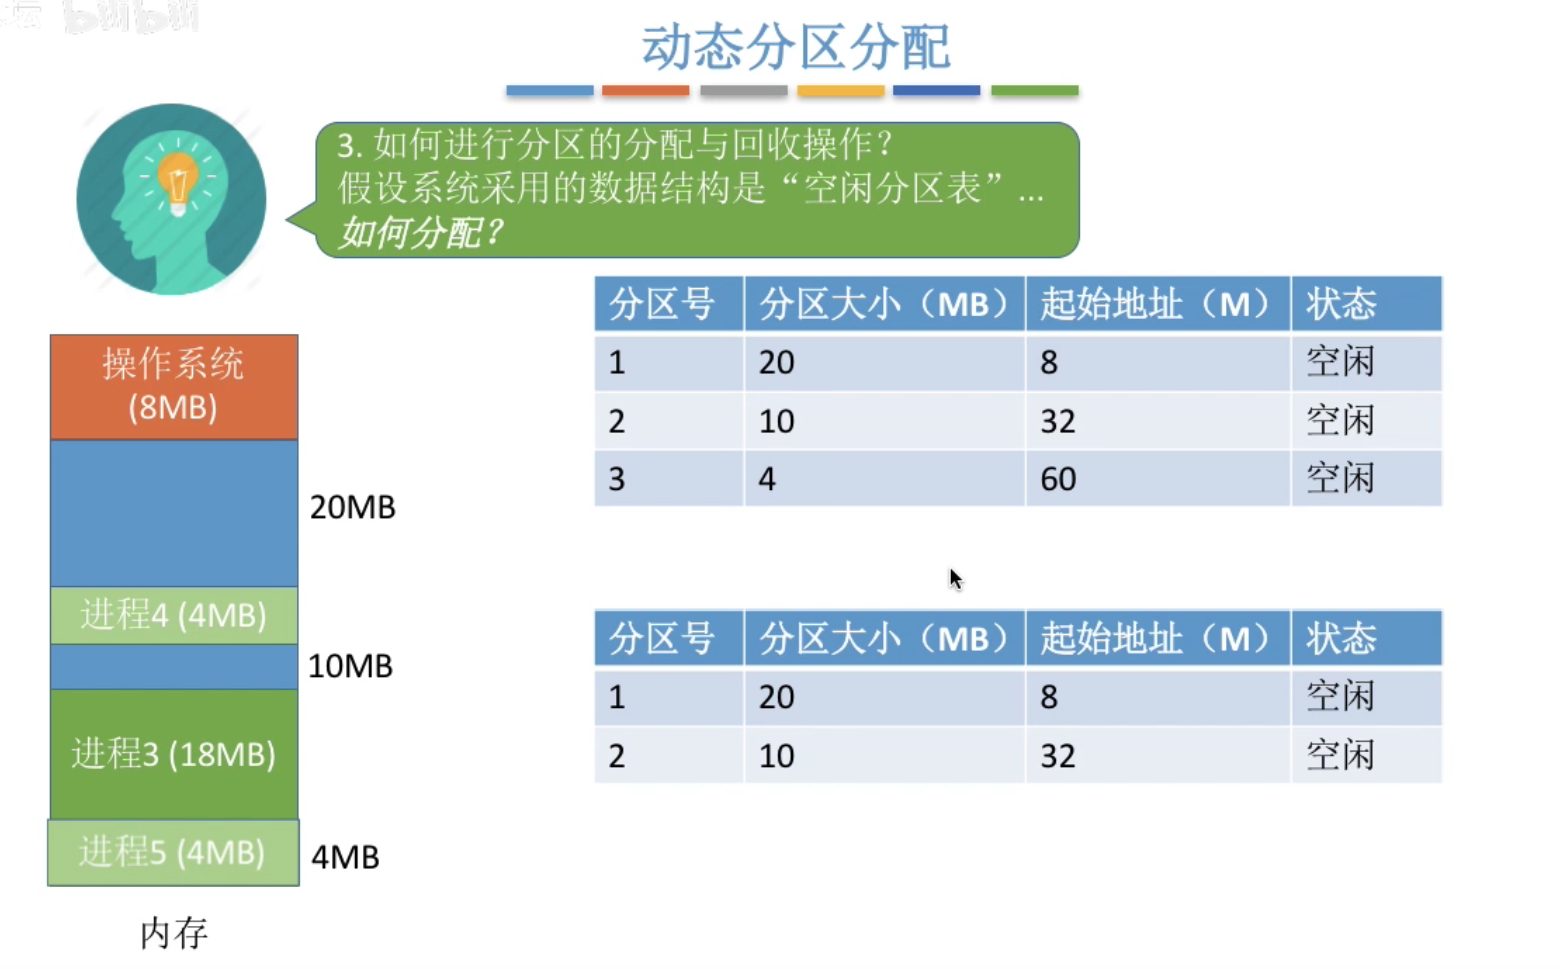 坛 bilibili
动态分区分配
3. 如何进行分区的分配与回收操作？
假设系统采用的数据结构是“空闲分区表”...
如何分配？
分区号 分区大小（MB） 起始地址（M） 状态
1 20 8 空闲
2 10 32 空闲
3 4 60 空闲
操作系统
(8MB)
20MB
进程4 (4MB)
10MB
进程3 (18MB)
进程5 (4MB)
4MB
内存
分区号 分区大小（MB） 起始地址（M） 状态
1 20 8 空闲
2 10 32 空闲